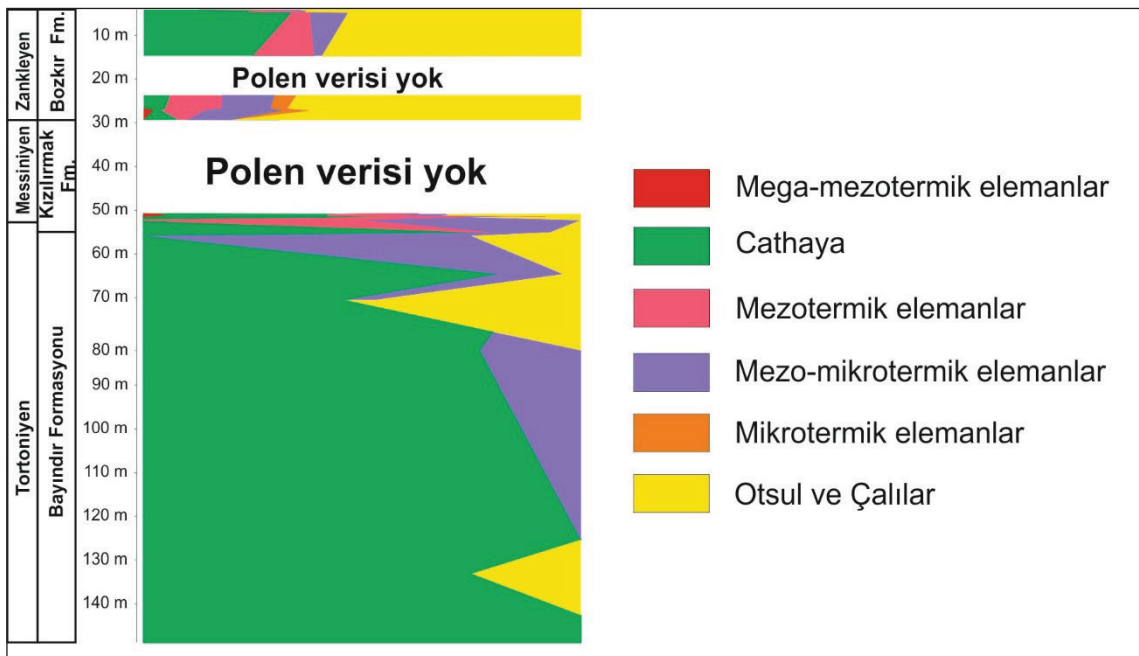 Zankleyen
Bozkır Fm.
Messiniyen
Kızılırmak
Fm.
Tortoniyen
Bayındır Formasyonu
10 m
20 m
30 m
40 m
50 m
60 m
70 m
80 m
90 m
100 m
110 m
120 m
130 m
140 m
Polen verisi yok
Polen verisi yok
Mega-mezotermik elemanlar
Cathaya
Mezotermik elemanlar
Mezo-mikrotermik elemanlar
Mikrotermik elemanlar
Otsul ve Çalılar